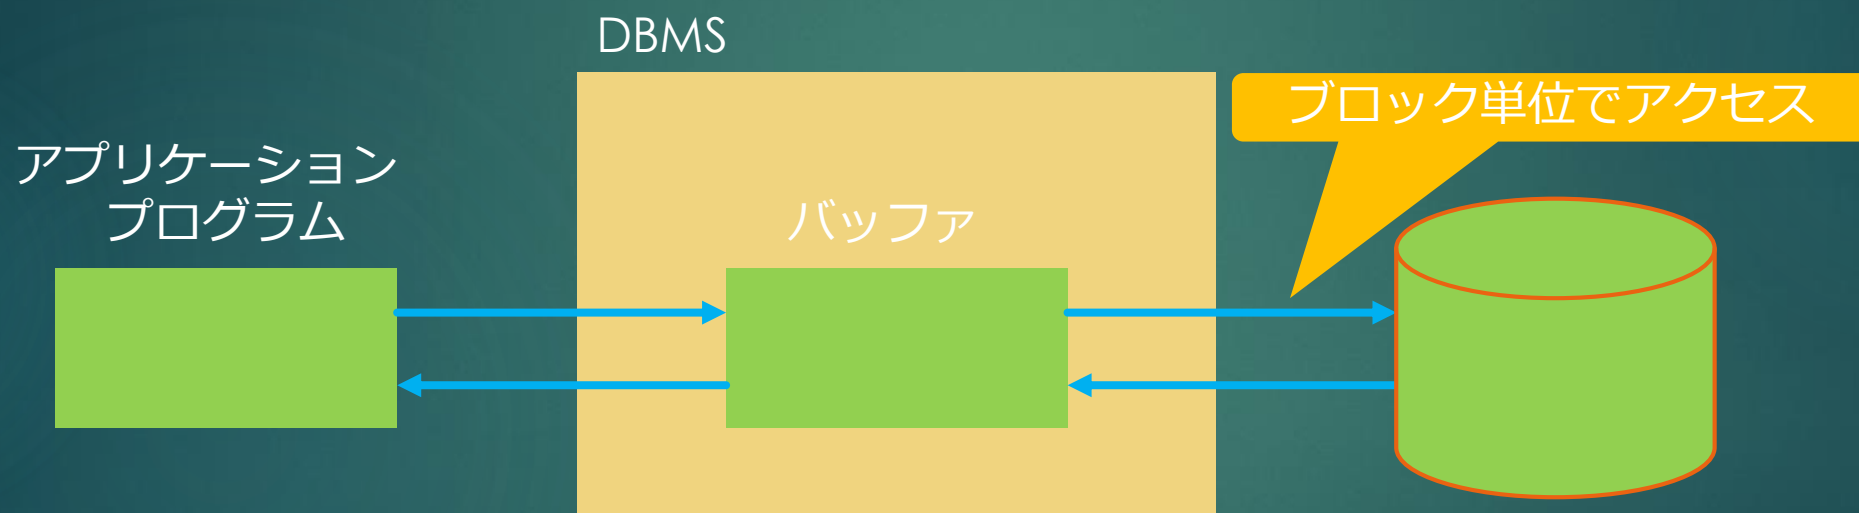 DBMS
ブロック単位でアクセス
アプリケーション
プログラム
バッファ